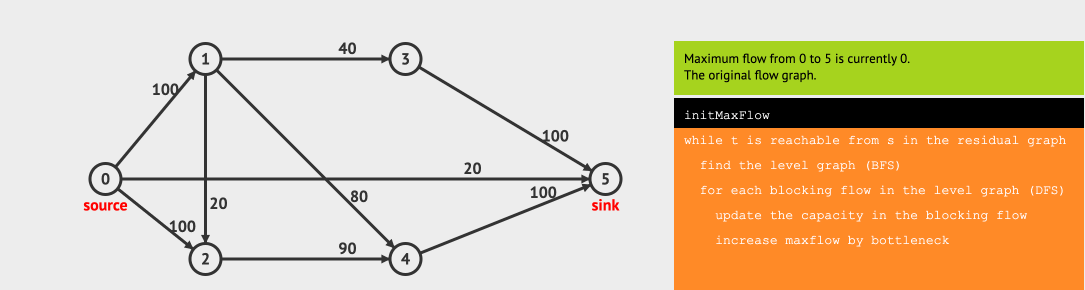 1
40
3
100
100
0
20
5
source
100
20
80
100
sink
2
90
4
Maximum flow from 0 to 5 is currently 0.
The original flow graph.
initMaxFlow
while t is reachable from s in the residual graph
find the level graph (BFS)
for each blocking flow in the level graph (DFS)
update the capacity in the blocking flow
increase maxflow by bottleneck